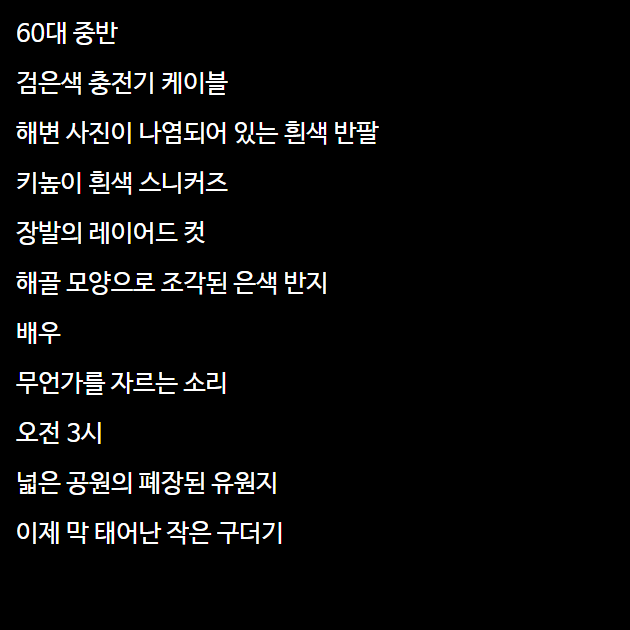 60대 중반
검은색 충전기 케이블
해변 사진이 나염되어 있는 흰색 반팔
키높이 흰색 스니커즈
장발의 레이어드 컷
해골 모양으로 조각된 은색 반지
배우
무언가를 자르는 소리
오전 3시
넓은 공원의 폐장된 유원지
이제 막 태어난 작은 구더기